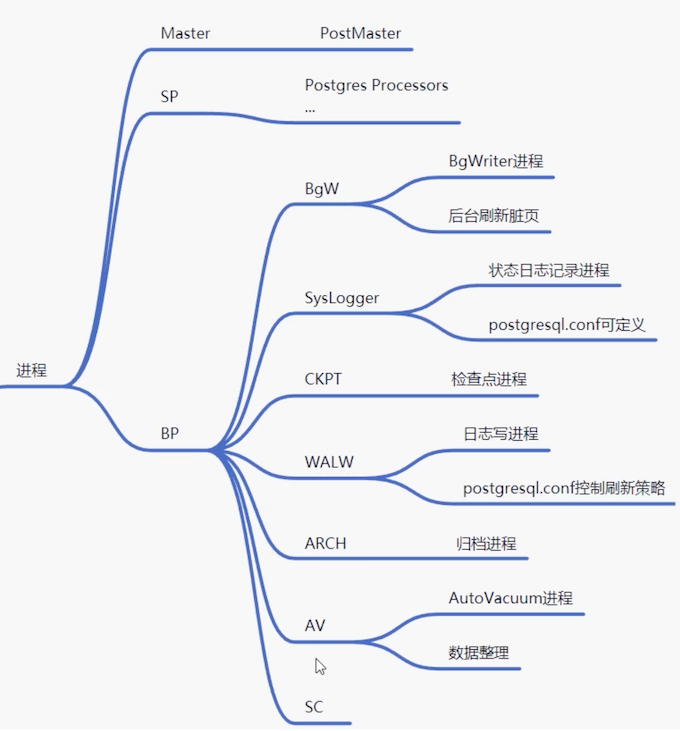 进程
Master
PostMaster
SP
Postgres Processors
...
BP
BgW
BgWriter进程
后台刷新脏页
SysLogger
状态日志记录进程
postgresql.conf可定义
CKPT
检查点进程
WALW
日志写进程
postgresql.conf控制刷新策略
ARCH
归档进程
AV
AutoVacuum进程
数据整理
SC